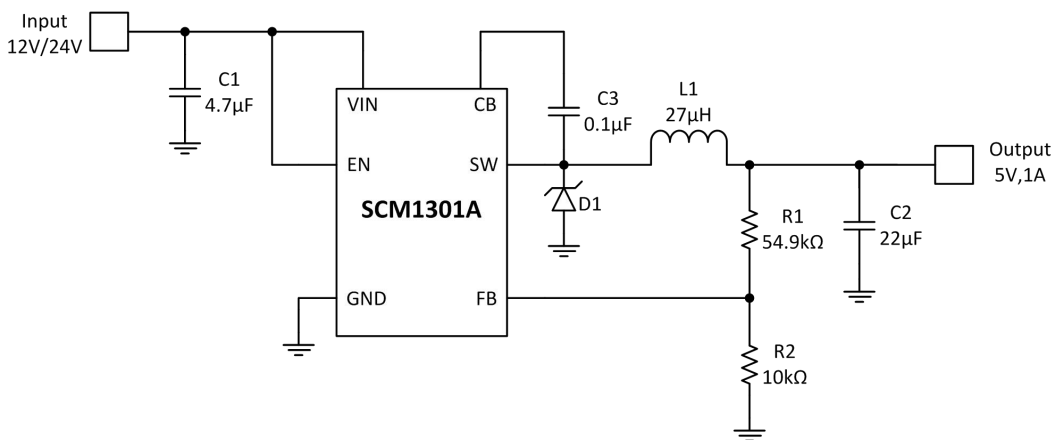 Input
12V/24V
C1
4.7μF
VIN
CB
C3
0.1μF
L1
27μH
EN
SW
Output
5V,1A
SCM1301A
D1
R1
54.9kΩ
C2
22μF
GND
FB
R2
10kΩ